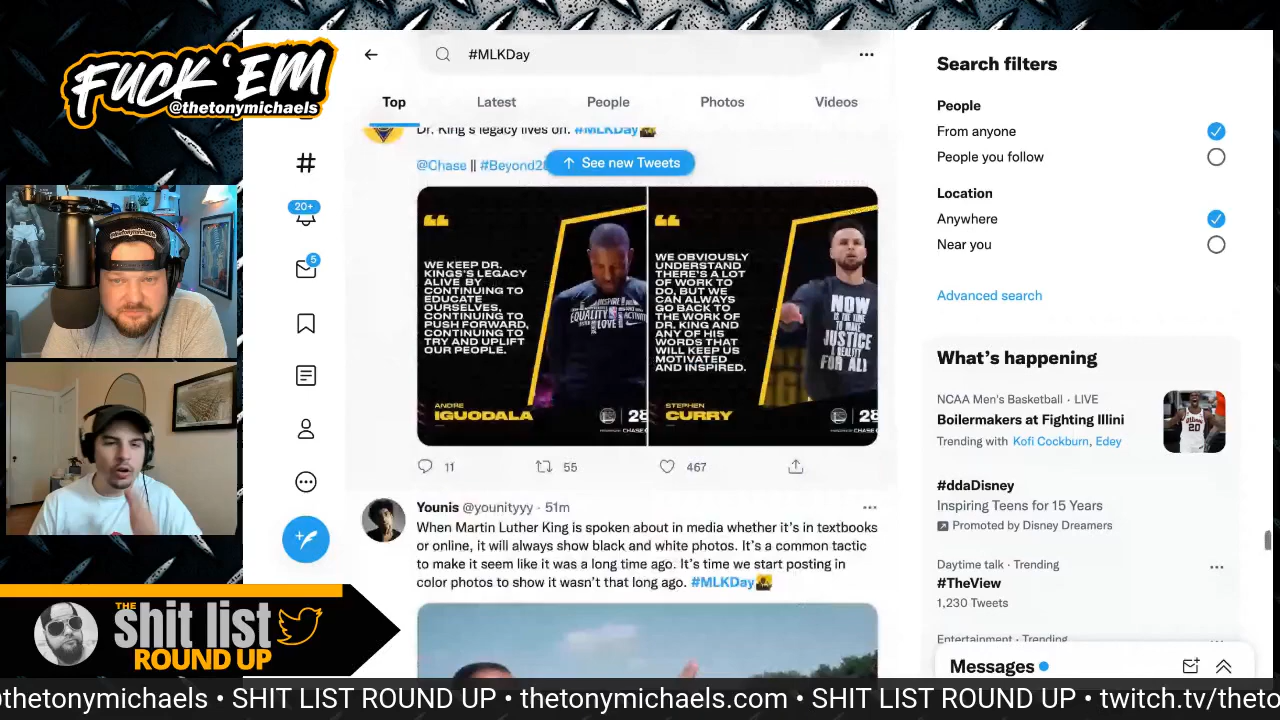 FUCK 'EM
@thetonymichaels
#MLKDay
Top
Latest
People
Photos
Videos
Dr. King's legacy lives on. #MLKDay
@Chase || #Beyond28
See new Tweets
WE KEEP DR.
KINGS'S LEGACY
ALIVE BY
CONTINUING TO
EDUCATE
OURSELVES,
CONTINUING TO
PUSH FORWARD,
CONTINUING TO
TRY AND UPLIFT
OUR PEOPLE.
ANDRE
IGUODALA
28
EQUALITY
LOVE
WE OBVIOUSLY
UNDERSTAND
THERE'S A LOT
OF WORK TO
DO, BUT WE
CAN ALWAYS
GO BACK TO
THE WORK OF
DR. KING AND
ANY OF HIS
WORDS THAT
WILL KEEP US
MOTIVATED
AND INSPIRED.
STEPHEN
CURRY
28
NOW
IS THE TIME
TO MAKE
JUSTICE
A REALITY
FOR ALL
11
55
467
Younis @younityyy · 51m
When Martin Luther King is spoken about in media whether it's in textbooks
or online, it will always show black and white photos. It's a common tactic
to make it seem like it was a long time ago. It's time we start posting in
color photos to show it wasn't that long ago. #MLKDay
20+
5
Search filters
People
From anyone
People you follow
Location
Anywhere
Near you
Advanced search
What's happening
NCAA Men's Basketball · LIVE
Boilermakers at Fighting Illini
Trending with Kofi Cockburn, Edey
#ddaDisney
Inspiring Teens for 15 Years
Promoted by Disney Dreamers
Daytime talk · Trending
#TheView
1,230 Tweets
Entertainment · Trending
Messages
THE
shit list
ROUND UP
thetonymichaels • SHIT LIST ROUND UP • thetonymichaels.com • SHIT LIST ROUND UP • twitch.tv/theto